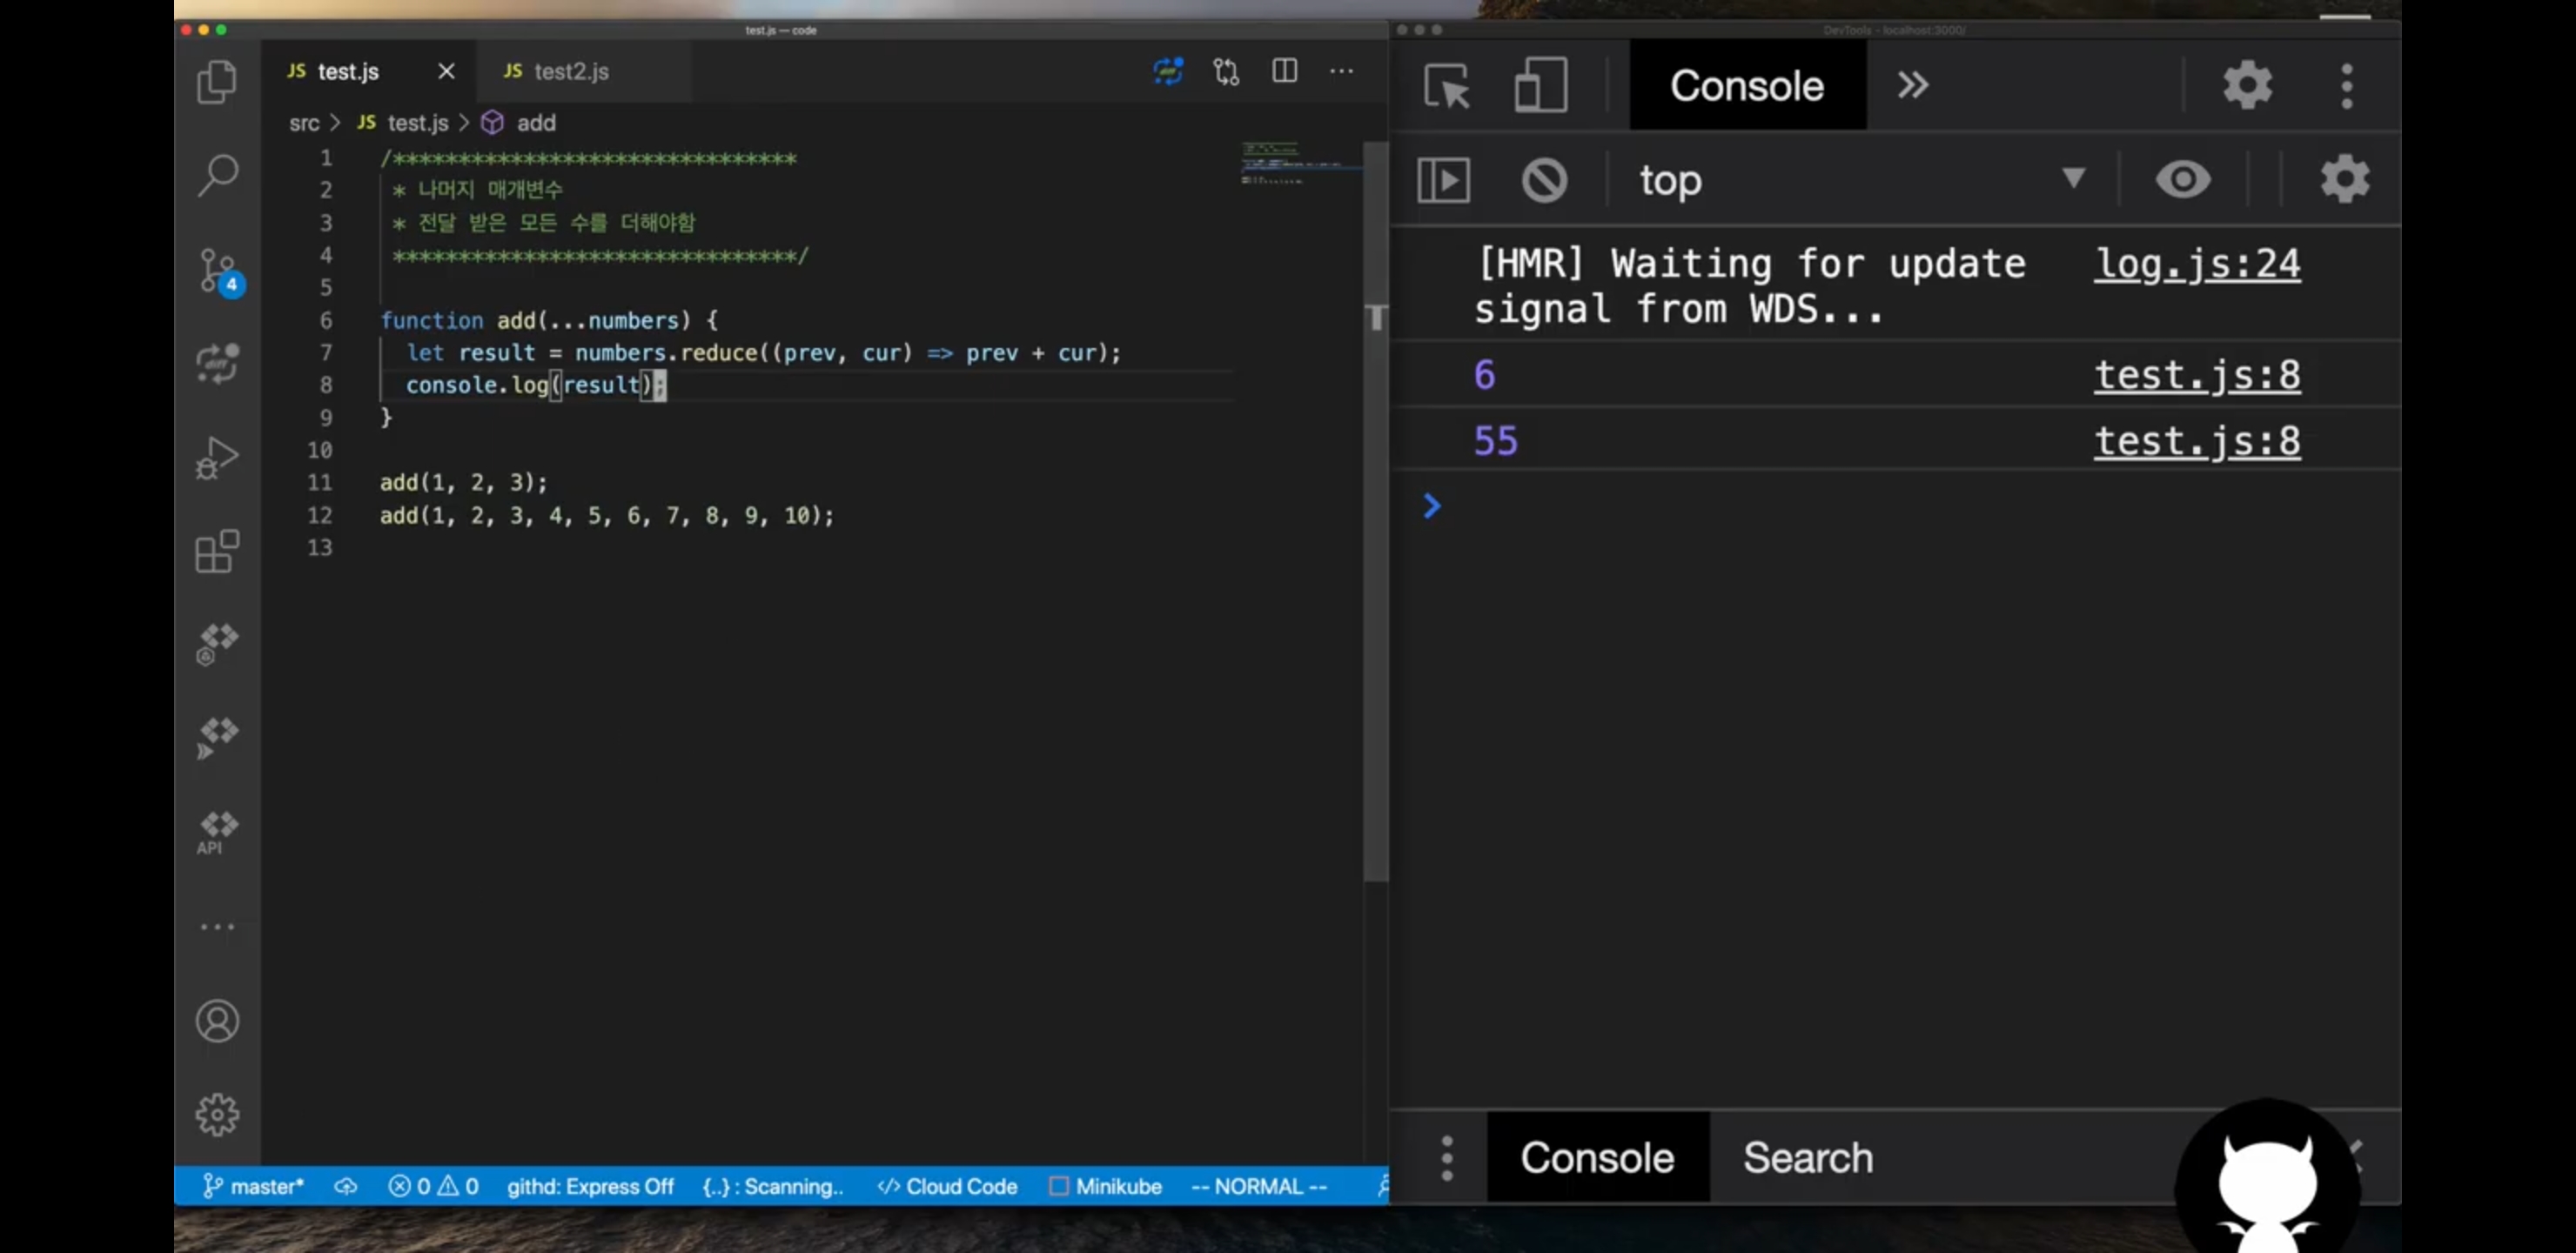 test.js — code
JS test.js
JS test2.js
src > JS test.js > add
1 /*******************************
2 * 나머지 매개변수
3 * 전달 받은 모든 수를 더해야함
4 *******************************/
5
6 function add(...numbers) {
7 let result = numbers.reduce((prev, cur) => prev + cur);
8 console.log(result);
9 }
10
11 add(1, 2, 3);
12 add(1, 2, 3, 4, 5, 6, 7, 8, 9, 10);
13
4
diff
API
master* 0 0 githd: Express Off {..} : Scanning.. </> Cloud Code Minikube -- NORMAL --
DevTools - localhost:3000/
Console
top
[HMR] Waiting for update log.js:24
signal from WDS...
6 test.js:8
55 test.js:8
Console Search